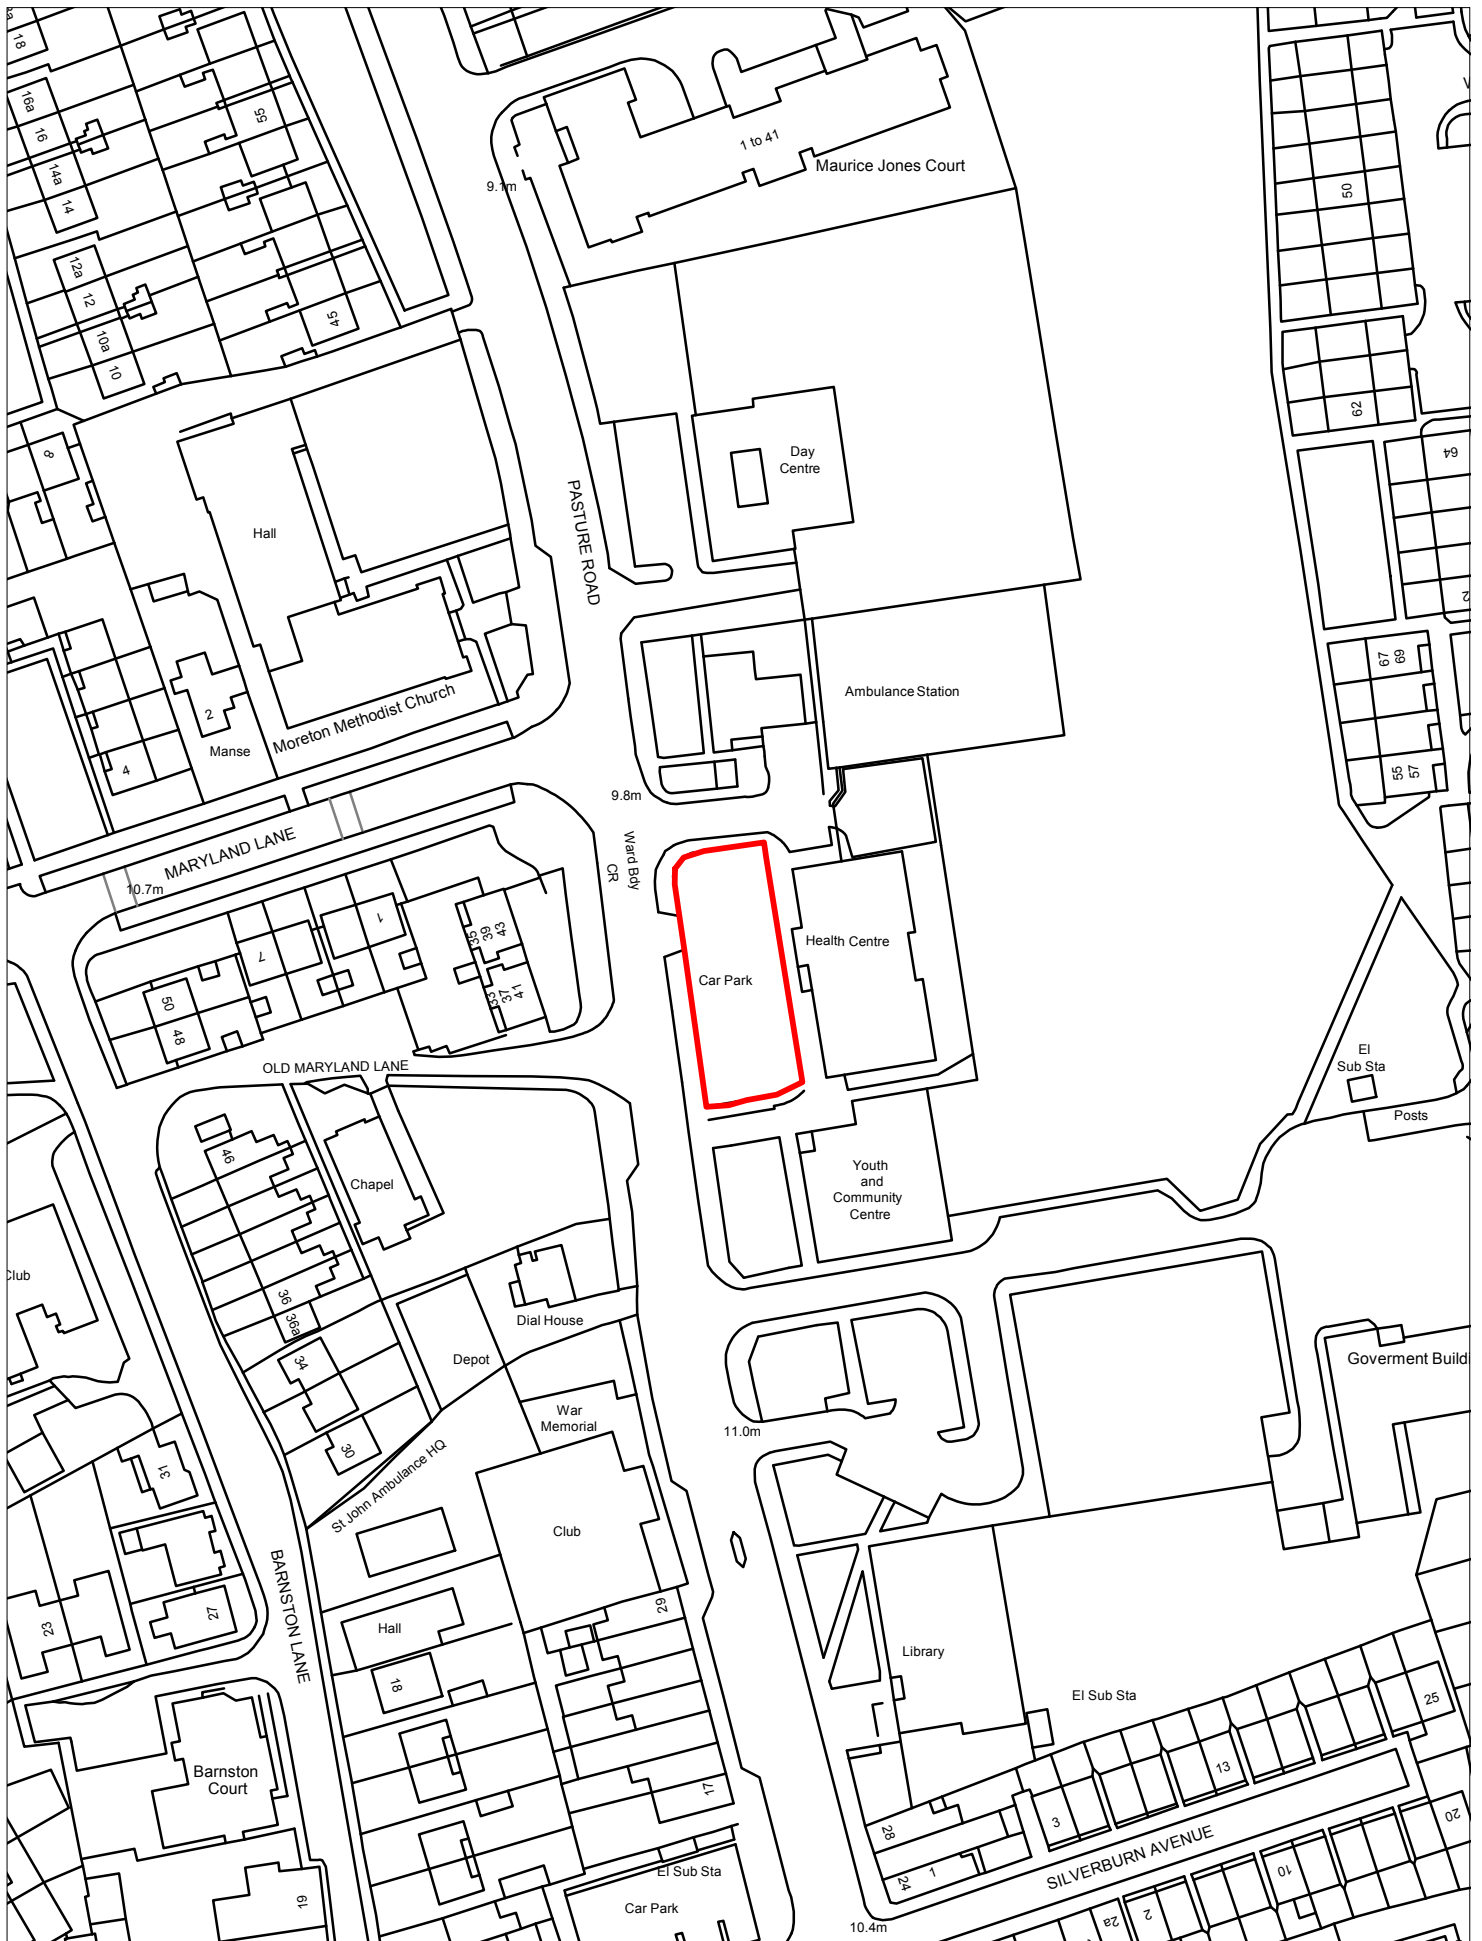 18
16a
16
14a
14
12a
12
10a
10
8
55
45
1 to 41
Maurice Jones Court
9.1m
50
62
64
Day
Centre
PASTURE ROAD
Hall
Ambulance Station
67
69
55
57
2
Manse
Moreton Methodist Church
4
9.8m
MARYLAND LANE
10.7m
Ward Bdy
CR
1
7
35
39
43
33
37
41
50
48
Health Centre
Car Park
OLD MARYLAND LANE
El
Sub Sta
Posts
46
Chapel
Youth
and
Community
Centre
Club
36
36a
34
30
Dial House
Depot
War
Memorial
11.0m
Goverment Buildi
St John Ambulance HQ
Club
31
27
23
BARNSTON LANE
Hall
18
29
Library
El Sub Sta
25
13
3
Barnston
Court
17
28
24
1
SILVERBURN AVENUE
20
10
2
2a
19
El Sub Sta
Car Park
10.4m